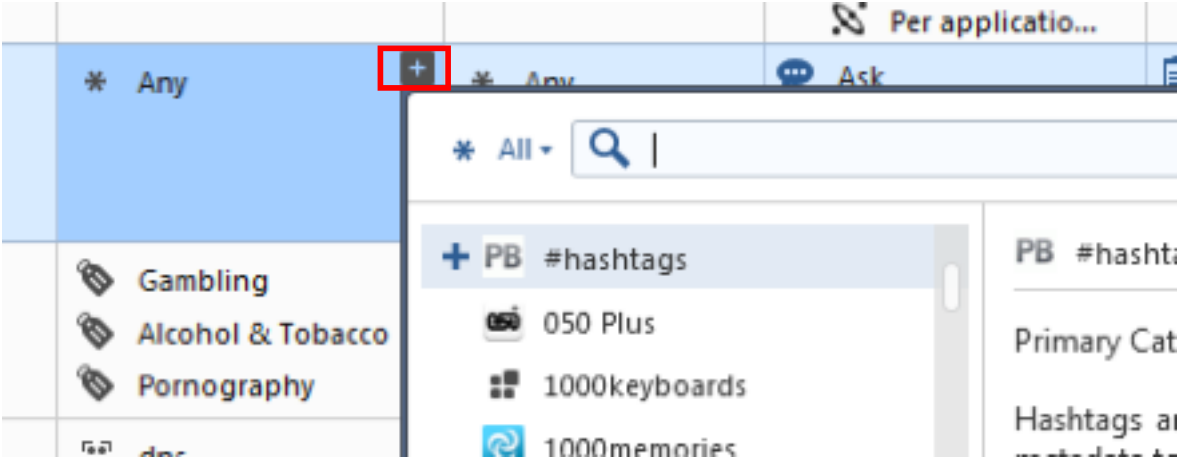 Per applicatio...
Any
Any
Ask
All
PB #hashtags
050 Plus
1000keyboards
1000memories
Gambling
Alcohol & Tobacco
Pornography
dns
PB #hashta
Primary Cat
Hashtags a